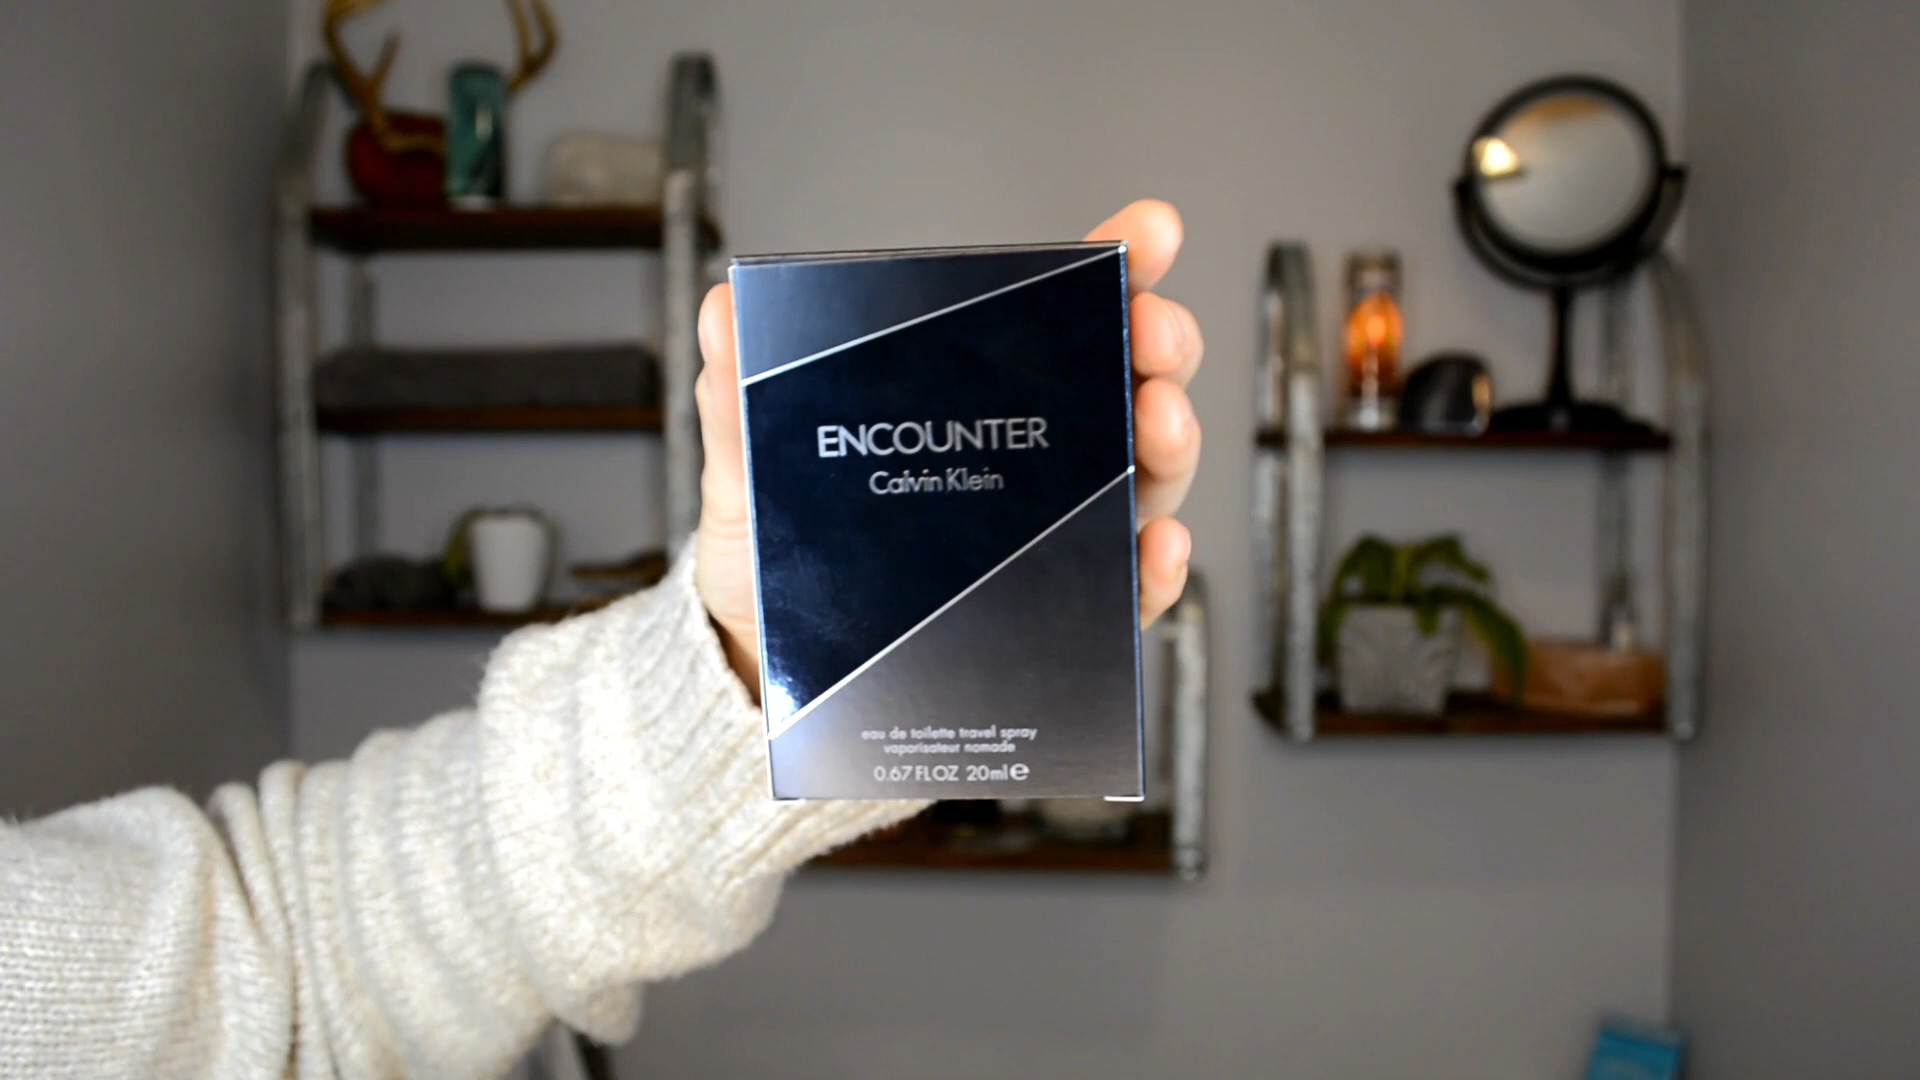 ENCOUNTER
Calvin Klein
eau de toilette travel spray
vaporisateur nomade
0.67 FL OZ 20ml e